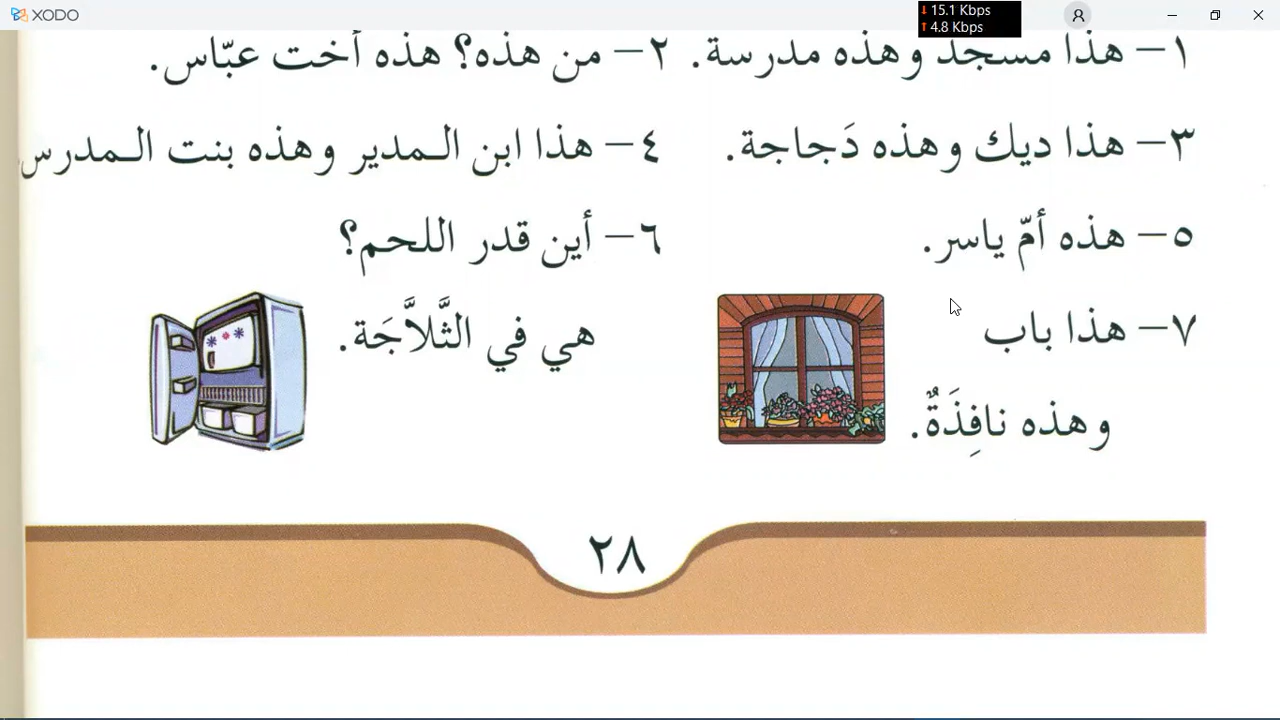 XODO
↓ 15.1 Kbps
↑ 4.8 Kbps
١– هذا مسجد وهذه مدرسة. ٢– من هذه؟ هذه أخت عبّاس.
٣– هذا ديك وهذه دَجاجة. ٤– هذا ابن المدير وهذه بنت المدرس
٥– هذه أمّ ياسر. ٦– أين قدر اللحم؟
٧– هذا باب هي في الثَّلاَّجَة.
وهذه نافِذَةٌ.
٢٨